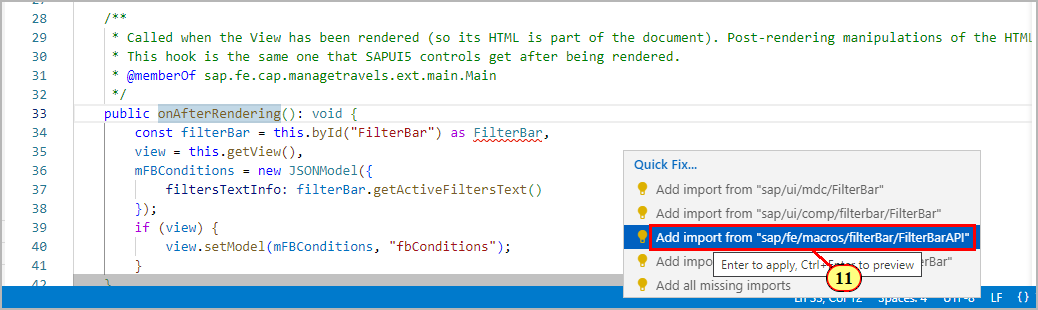 28 /**
29 * Called when the View has been rendered (so its HTML is part of the document). Post-rendering manipulations of the HTML
30 * This hook is the same one that SAPUI5 controls get after being rendered.
31 * @memberOf sap.fe.cap.managetravels.ext.main.Main
32 */
33 public onAfterRendering(): void {
34 const filterBar = this.byId("FilterBar") as FilterBar,
35 view = this.getView(),
36 mFBConditions = new JSONModel({
37 filtersTextInfo: filterBar.getActiveFiltersText()
38 });
39 if (view) {
40 view.setModel(mFBConditions, "fbConditions");
41 }
42 }
Quick Fix...
Add import from "sap/ui/mdc/FilterBar"
Add import from "sap/ui/comp/filterbar/FilterBar"
Add import from "sap/fe/macros/filterBar/FilterBarAPI"
Add impor
Bar"
Enter to apply, Ctrl+Enter to preview
Add all missing imports
11
Ln 33, Col 12 Spaces: 4 UTF-8 LF {}